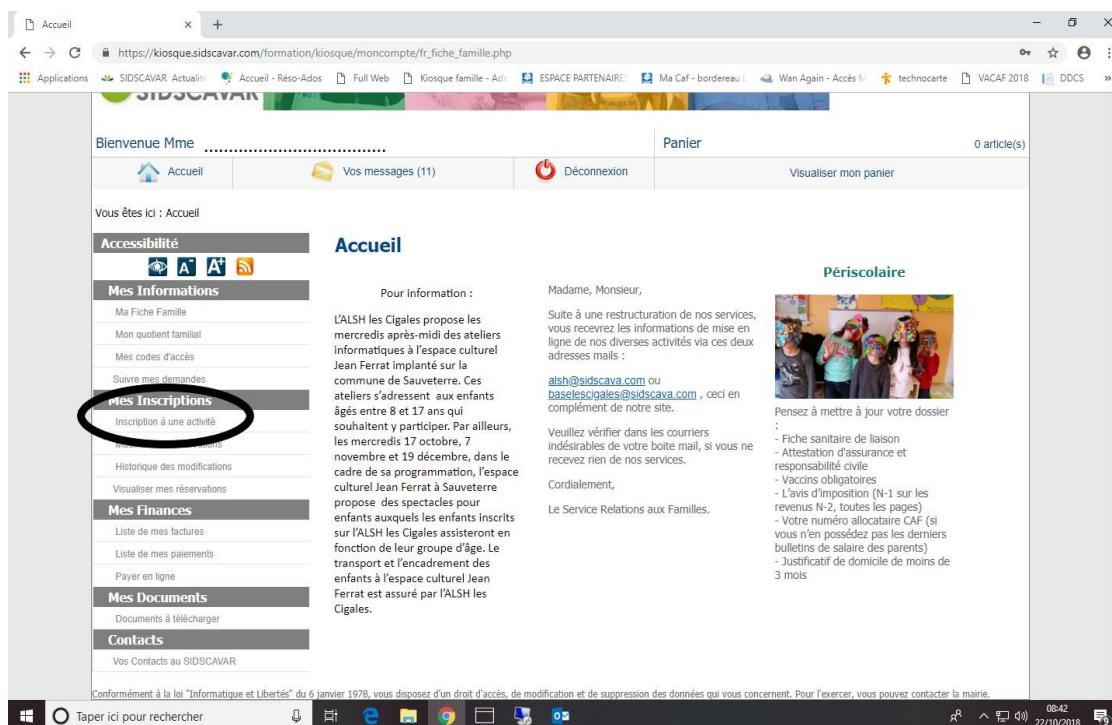 Accueil
https://kiosque.sidscavar.com/formation/kiosque/moncompte/fr_fiche_famille.php
Applications SIDSCAVAR Actualité Accueil - Réso-Ados Full Web Kiosque famille - Adr ESPACE PARTENAIRE Ma Caf - bordereau Wan Again - Accès M technocarte VACAF 2018 DDCS »
SIDSCAVAR
Bienvenue Mme ....................................
Panier 0 article(s)
Accueil Vos messages (11) Déconnexion Visualiser mon panier
Vous êtes ici : Accueil
Accessibilité
A- A+
Mes Informations
Ma Fiche Famille
Mon quotient familial
Mes codes d'accès
Suivre mes demandes
Mes Inscriptions
Inscription à une activité
Historique des modifications
Visualiser mes réservations
Mes Finances
Liste de mes factures
Liste de mes paiements
Payer en ligne
Mes Documents
Documents à télécharger
Contacts
Vos Contacts au SIDSCAVAR
Accueil
Pour information :
L'ALSH les Cigales propose les
mercredis après-midi des ateliers
informatiques à l'espace culturel
Jean Ferrat implanté sur la
commune de Sauveterre. Ces
ateliers s'adressent aux enfants
âgés entre 8 et 17 ans qui
souhaitent y participer. Par ailleurs,
les mercredis 17 octobre, 7
novembre et 19 décembre, dans le
cadre de sa programmation, l'espace
culturel Jean Ferrat à Sauveterre
propose des spectacles pour
enfants auxquels les enfants inscrits
sur l'ALSH les Cigales assisteront en
fonction de leur groupe d'âge. Le
transport et l'encadrement des
enfants à l'espace culturel Jean
Ferrat est assuré par l'ALSH les
Cigales.
Madame, Monsieur,
Suite à une restructuration de nos services,
vous recevrez les informations de mise en
ligne de nos diverses activités via ces deux
adresses mails :
alsh@sidscava.com ou
baselescigales@sidscava.com , ceci en
complément de notre site.
Veuillez vérifier dans les courriers
indésirables de votre boite mail, si vous ne
recevez rien de nos services.
Cordialement,
Le Service Relations aux Familles.
Périscolaire
Pensez à mettre à jour votre dossier
:
- Fiche sanitaire de liaison
- Attestation d'assurance et
responsabilité civile
- Vaccins obligatoires
- L'avis d'imposition (N-1 sur les
revenus N-2, toutes les pages)
- Votre numéro allocataire CAF (si
vous n'en possédez pas les derniers
bulletins de salaire des parents)
- Justificatif de domicile de moins de
3 mois
Conformément à la loi "Informatique et Libertés" du 6 janvier 1978, vous disposez d'un droit d'accès, de modification et de suppression des données qui vous concernent. Pour l'exercer, vous pouvez contacter la mairie.
Taper ici pour rechercher
08:42
22/10/2018